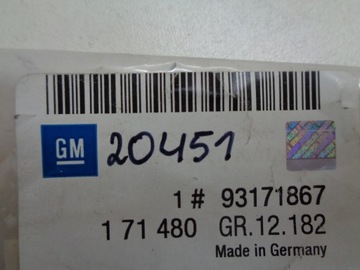 GM 20451
1 # 93171867
1 71 480 GR.12.182
Made in Germany